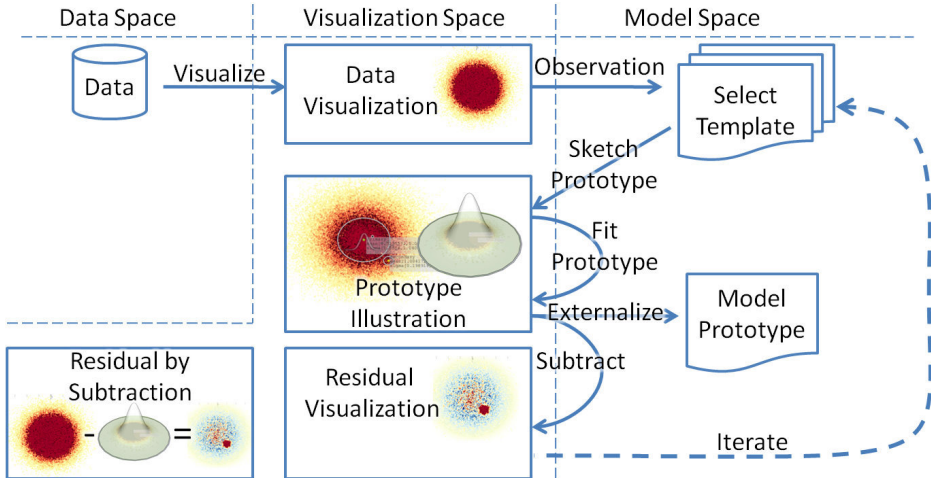 Data Space
Visualization Space
Model Space
Data
Visualize
Data
Visualization
Observation
Select
Template
Sketch
Prototype
Fit
Prototype
Prototype
Illustration
Externalize
Model
Prototype
Subtract
Residual by
Subtraction
- =
Residual
Visualization
Iterate